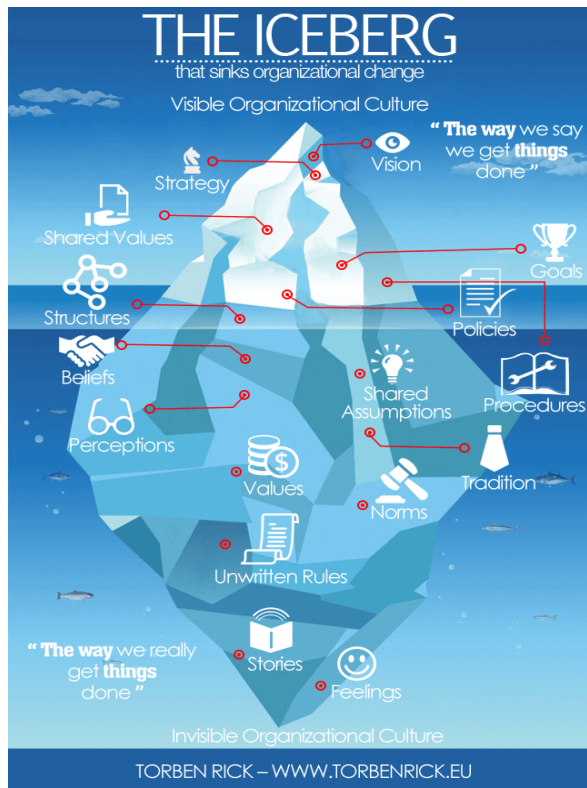 THE ICEBERG
that sinks organizational change
Visible Organizational Culture
Vision
" The way we say
we get things
done "
Strategy
Shared Values
Goals
Structures
Policies
Beliefs
Shared
Assumptions
Procedures
Perceptions
Values
Tradition
Norms
Unwritten Rules
" The way we really
get things
done "
Stories
Feelings
Invisible Organizational Culture
TORBEN RICK – WWW.TORBENRICK.EU